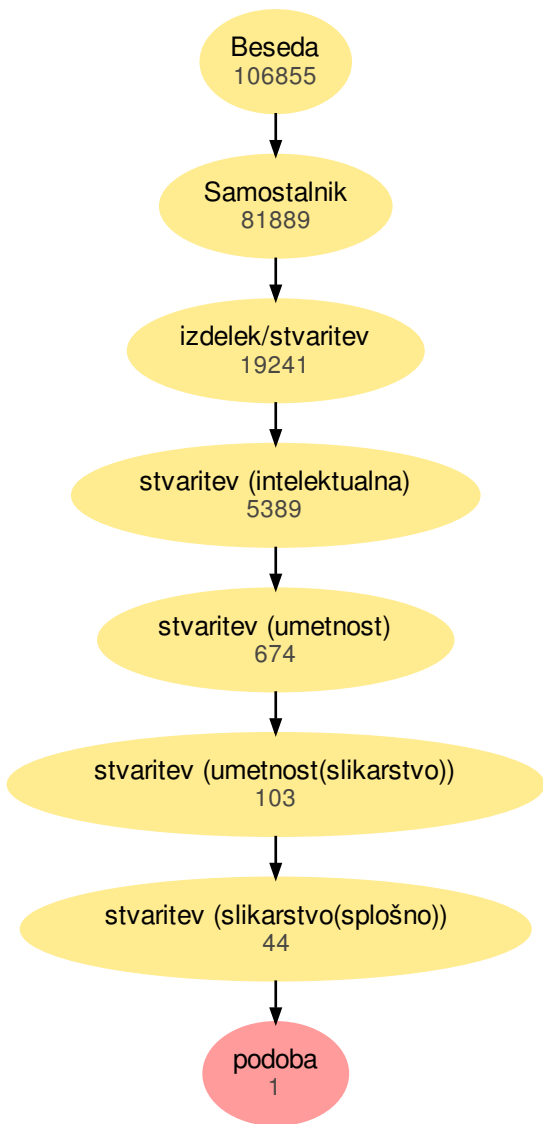 Beseda
106855
Samostalnik
81889
izdelek/stvaritev
19241
stvaritev (intelektualna)
5389
stvaritev (umetnost)
674
stvaritev (umetnost(slikarstvo))
103
stvaritev (slikarstvo(splošno))
44
podoba
1